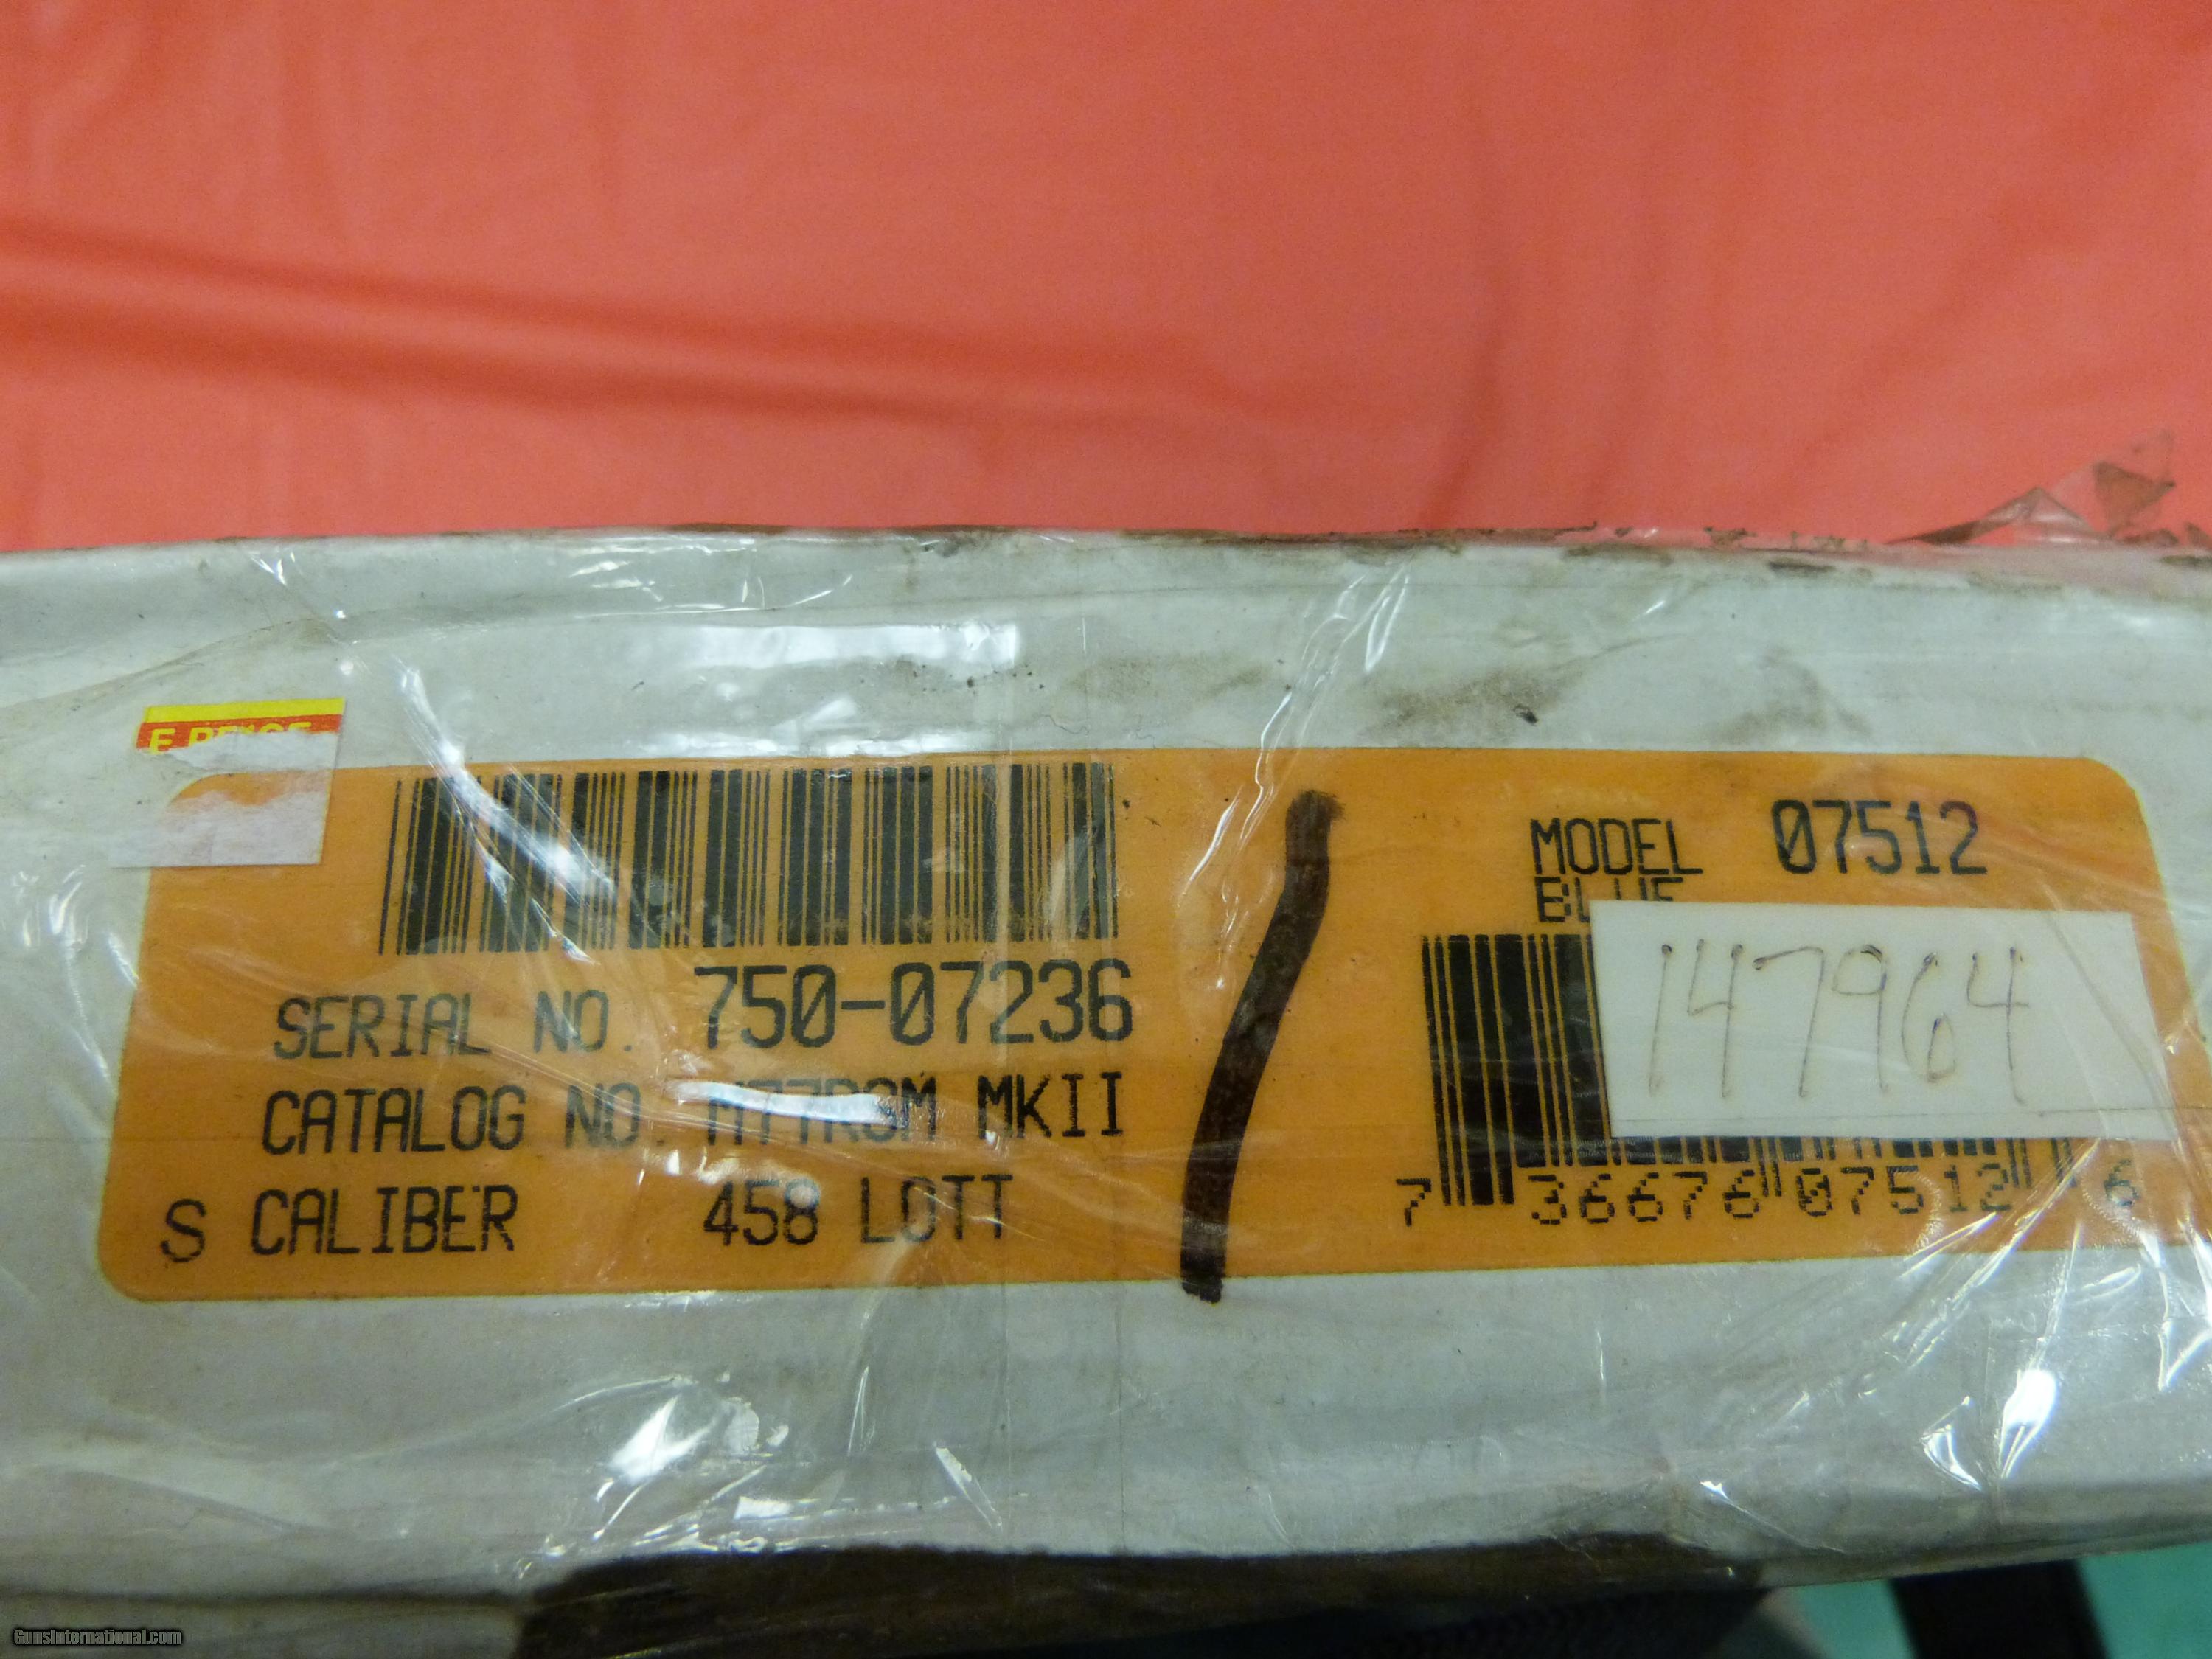 SERIAL NO. 750-07236
CATALOG NO. M77RSM MKII
S CALIBER 458 LOTT
MODEL 07512
BLUE
147964
7 36676 07512 6
GunsInternational.com